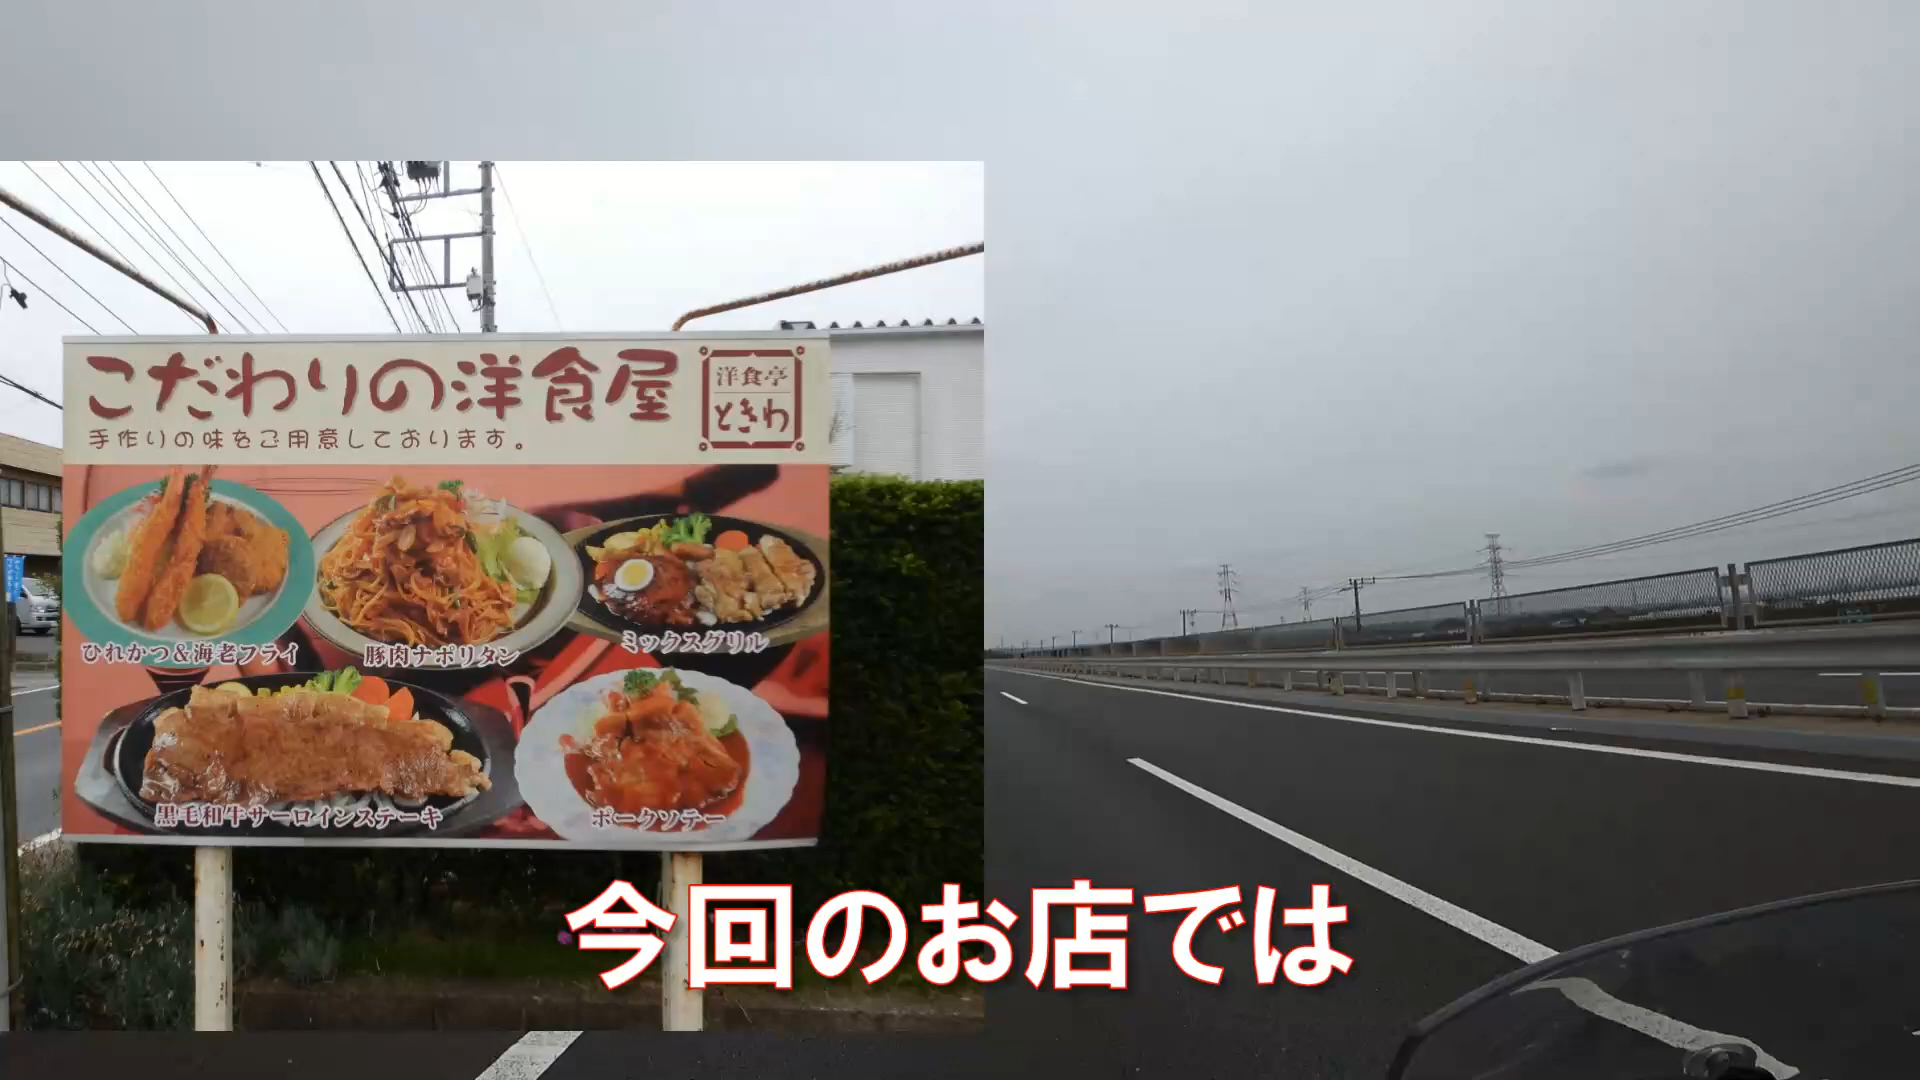 こだわりの洋食屋
手作りの味をご用意しております。
洋食亭
ときわ
ひれかつ&海老フライ
豚肉ナポリタン
ミックスグリル
黒毛和牛サーロインステーキ
ポークソテー
今回のお店では